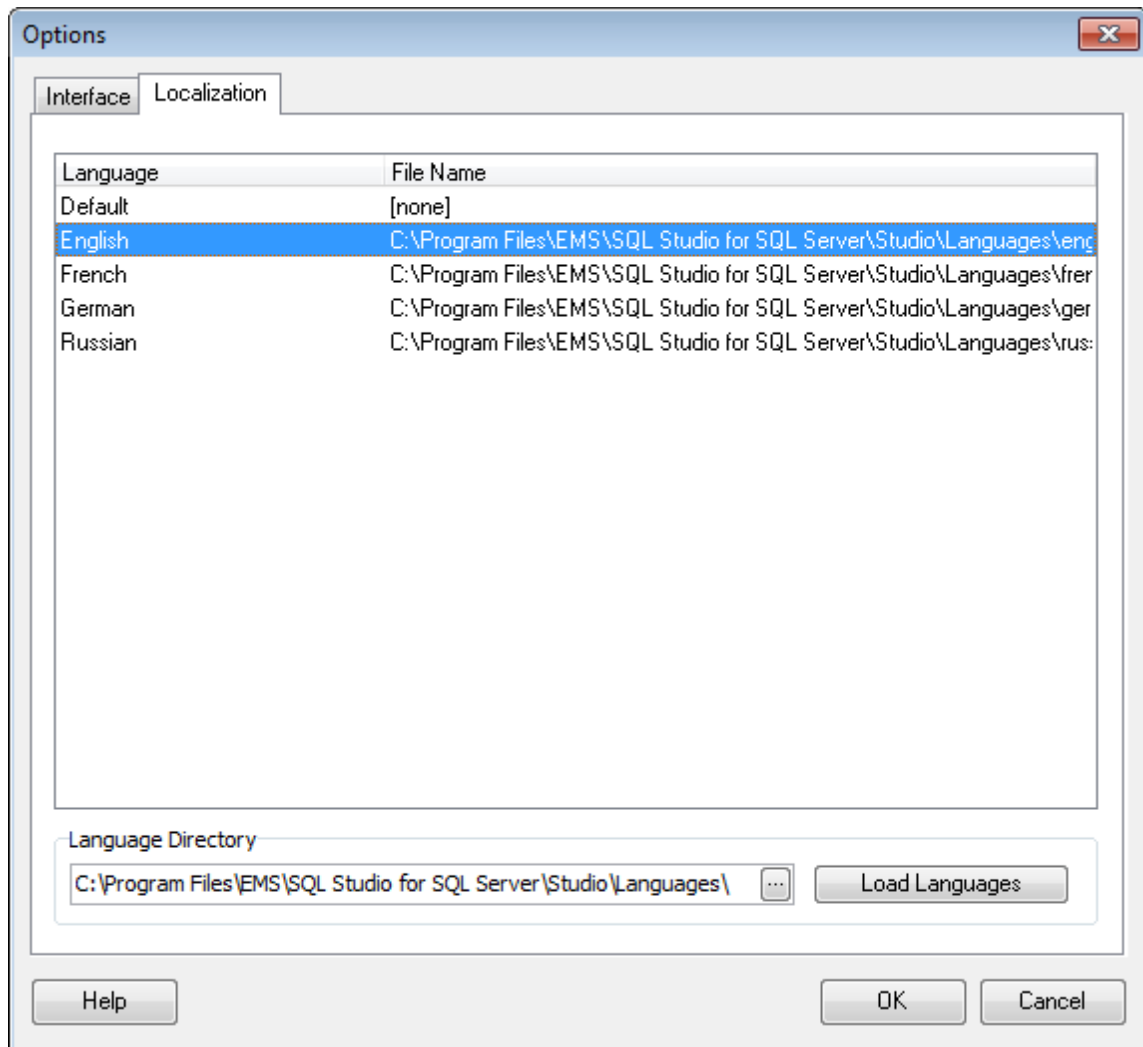 Options
Interface Localization
Language File Name
Default [none]
English C:\Program Files\EMS\SQL Studio for SQL Server\Studio\Languages\eng
French C:\Program Files\EMS\SQL Studio for SQL Server\Studio\Languages\fren
German C:\Program Files\EMS\SQL Studio for SQL Server\Studio\Languages\ger
Russian C:\Program Files\EMS\SQL Studio for SQL Server\Studio\Languages\rus
Language Directory
C:\Program Files\EMS\SQL Studio for SQL Server\Studio\Languages\ ... Load Languages
Help OK Cancel